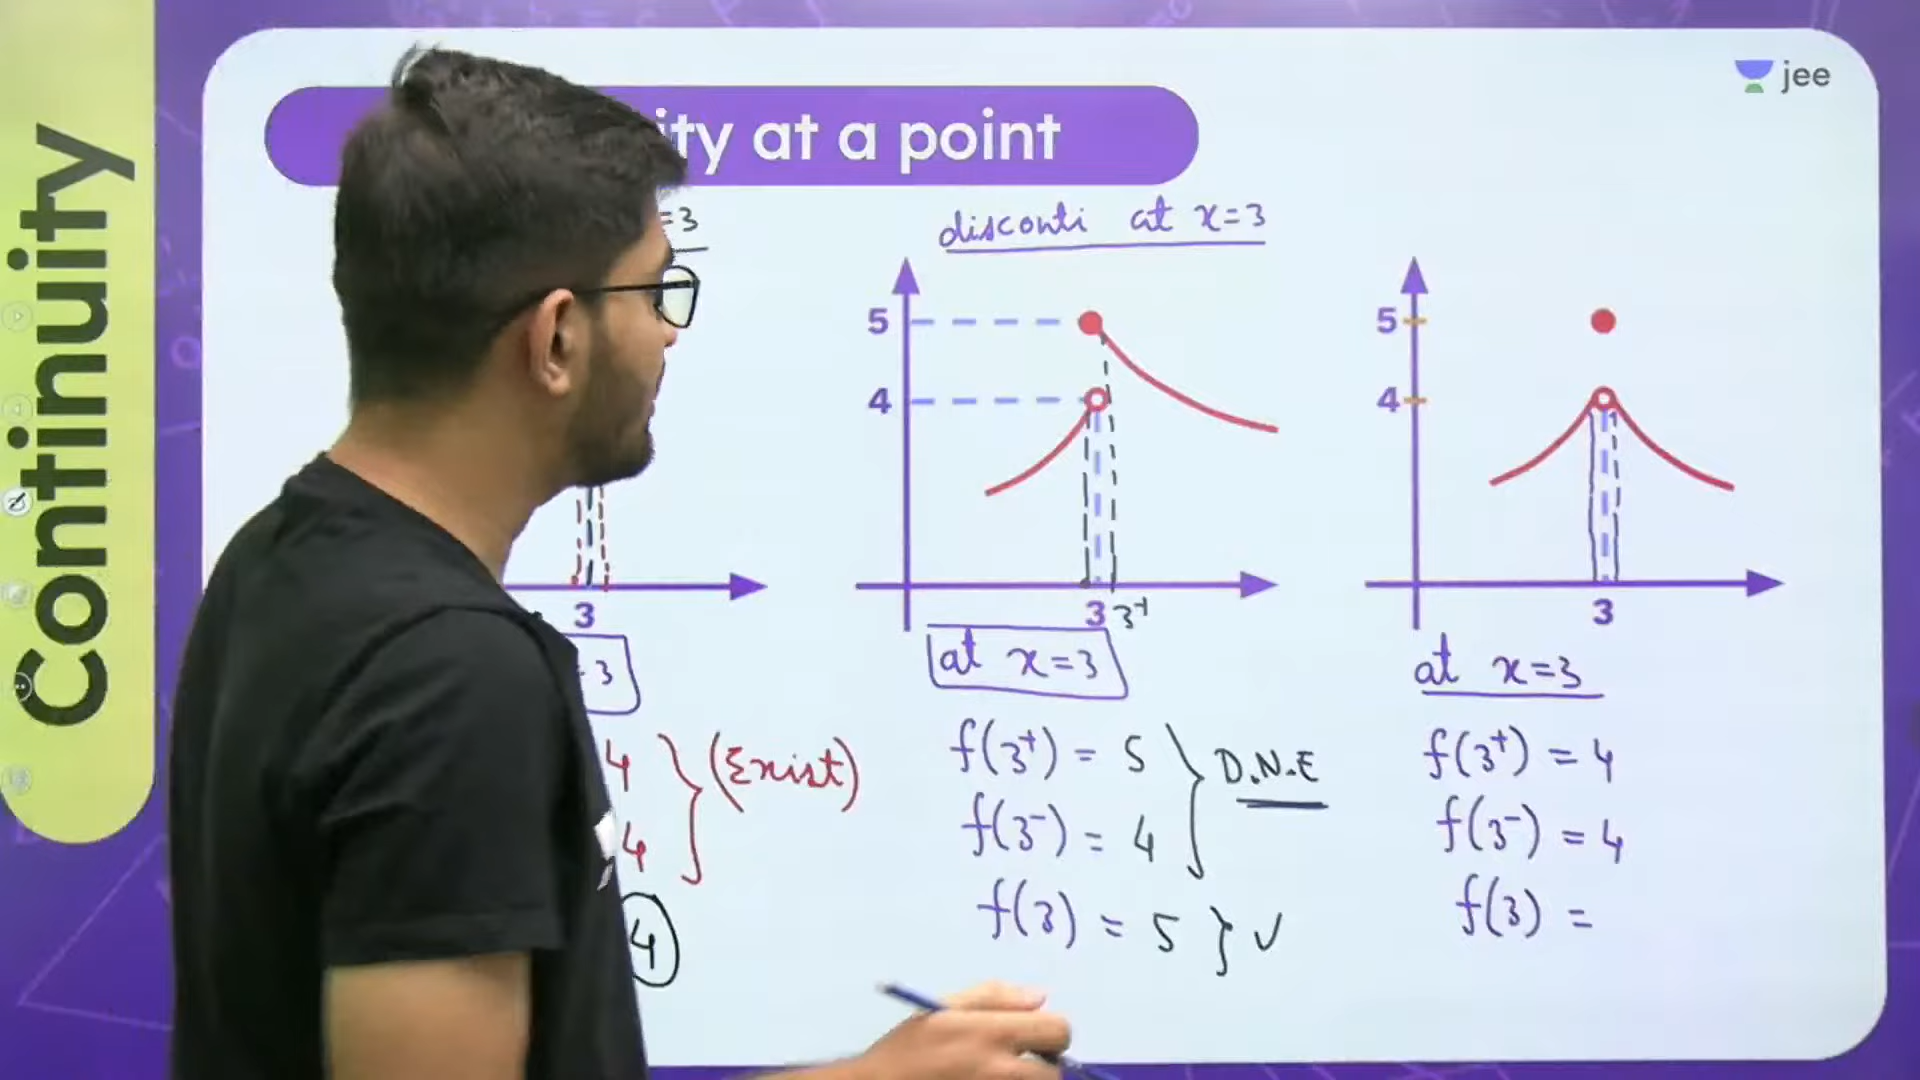 Continuity
jee
ity at a point
=3
disconti at x=3
5
4
3
3⁺
5
4
3
3
=3
at x=3
at x=3
4
4
(Exist)
4
f(3⁺) = 5
f(3⁻) = 4
D.N.E
f(3) = 5 } ✓
f(3⁺) = 4
f(3⁻) = 4
f(3) =